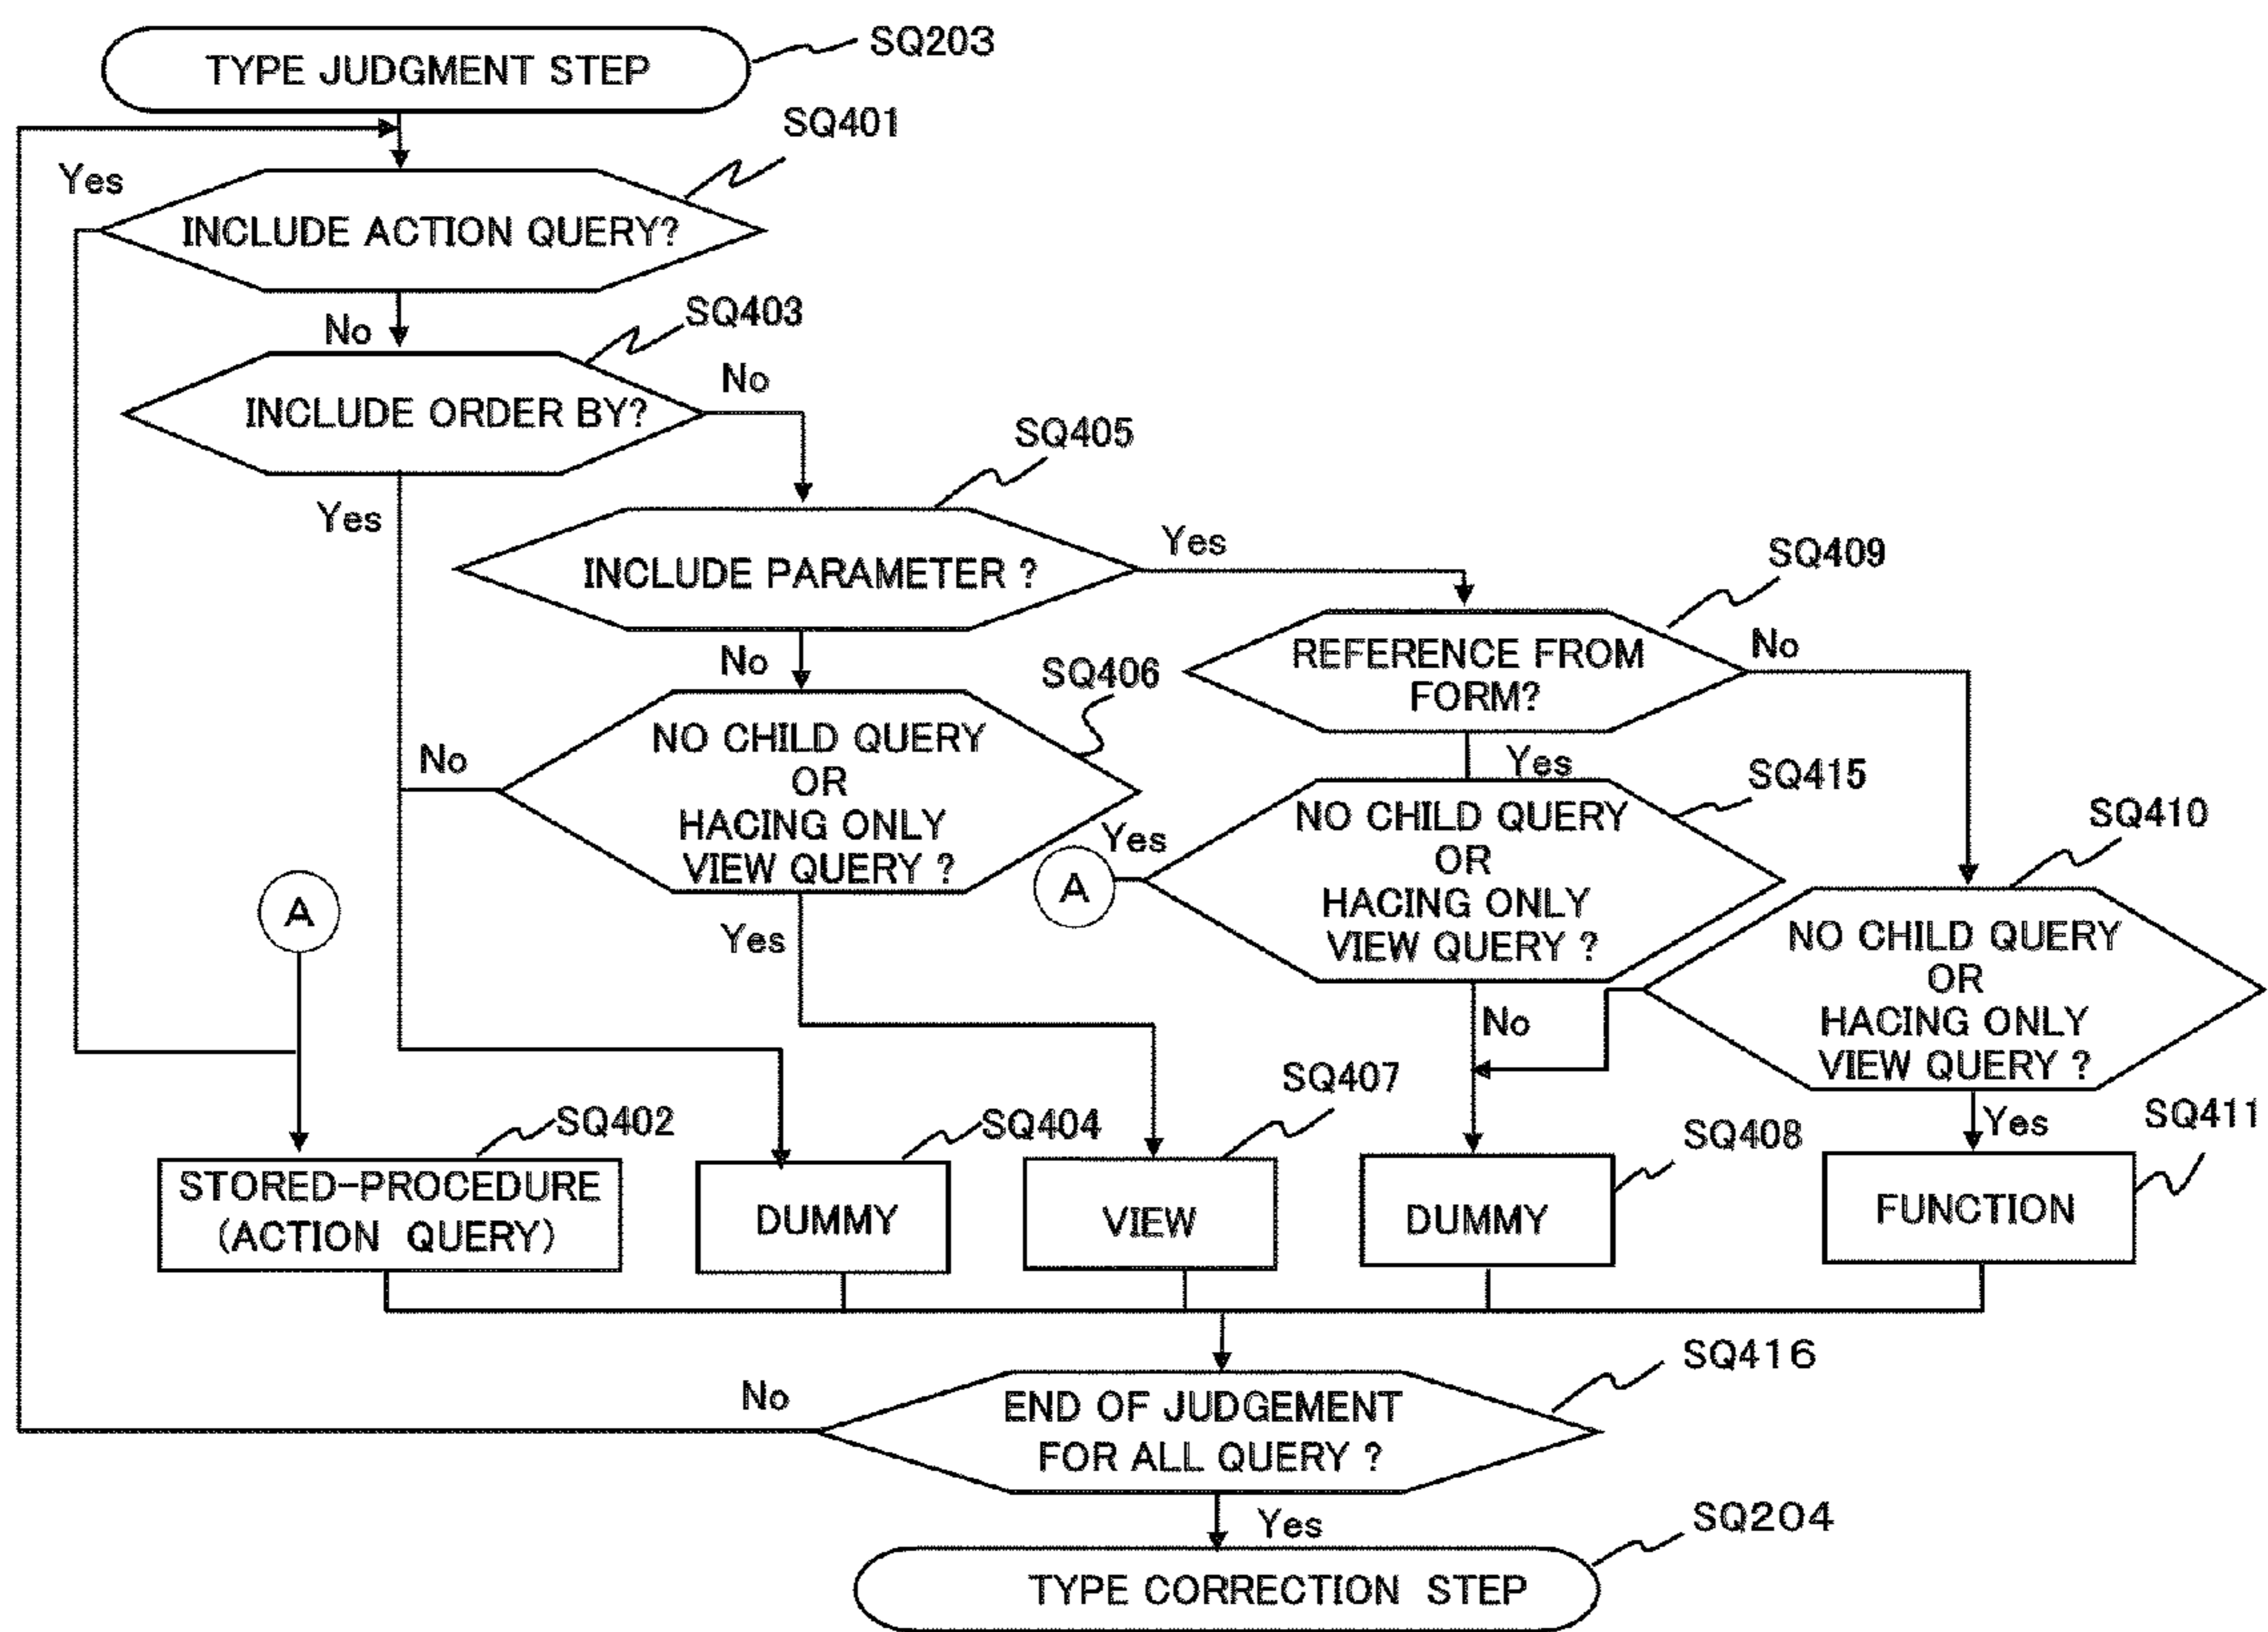 TYPE JUDGMENT STEP
SQ203
SQ401
Yes
INCLUDE ACTION QUERY?
No
SQ403
INCLUDE ORDER BY?
No
Yes
SQ405
INCLUDE PARAMETER ?
Yes
No
SQ409
REFERENCE FROM
FORM?
No
Yes
SQ406
NO CHILD QUERY
OR
HACING ONLY
VIEW QUERY ?
No
Yes
SQ415
NO CHILD QUERY
OR
HACING ONLY
VIEW QUERY ?
Yes
A
No
SQ410
NO CHILD QUERY
OR
HACING ONLY
VIEW QUERY ?
Yes
A
SQ402
STORED-PROCEDURE
(ACTION QUERY)
SQ404
DUMMY
SQ407
VIEW
SQ408
DUMMY
SQ411
FUNCTION
SQ416
END OF JUDGEMENT
FOR ALL QUERY ?
No
Yes
SQ204
TYPE CORRECTION STEP